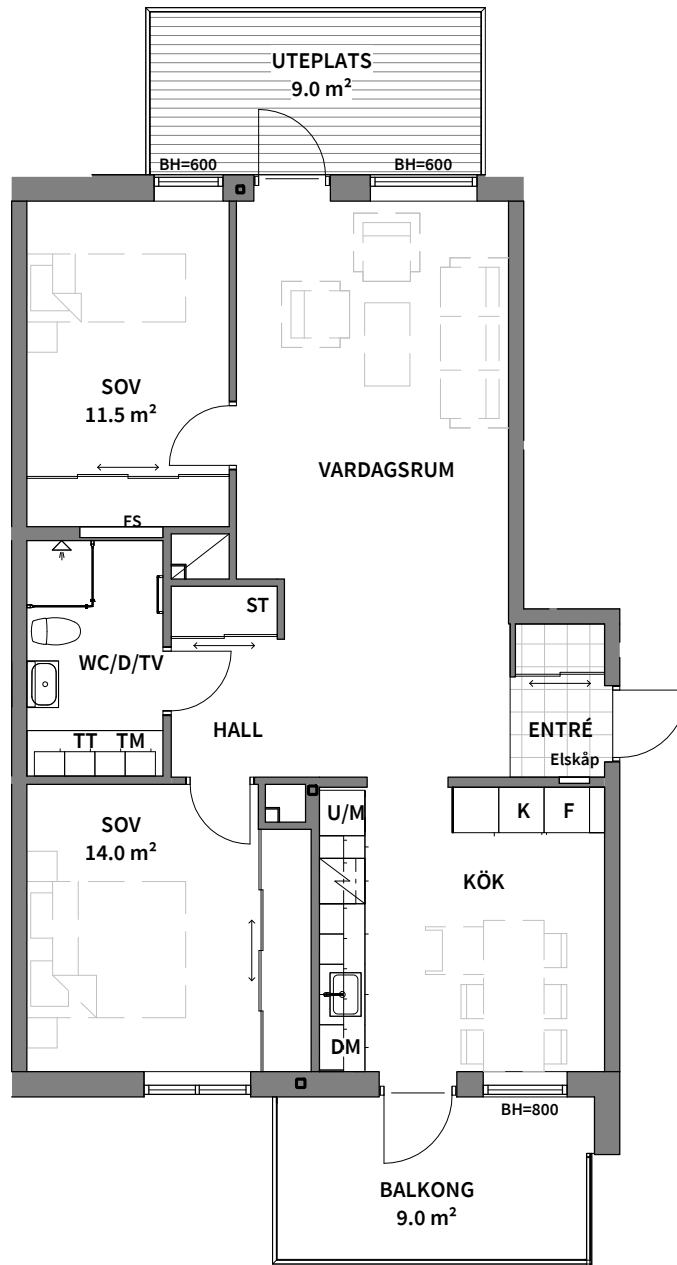 UTEPLATS
9.0 m²
BH=600
BH=600
SOV
11.5 m²
VARDAGSRUM
FS
ST
WC/D/TV
HALL
ENTRÉ
TT TM
Elskåp
SOV
14.0 m²
U/M
K
F
KÖK
DM
BH=800
BALKONG
9.0 m²